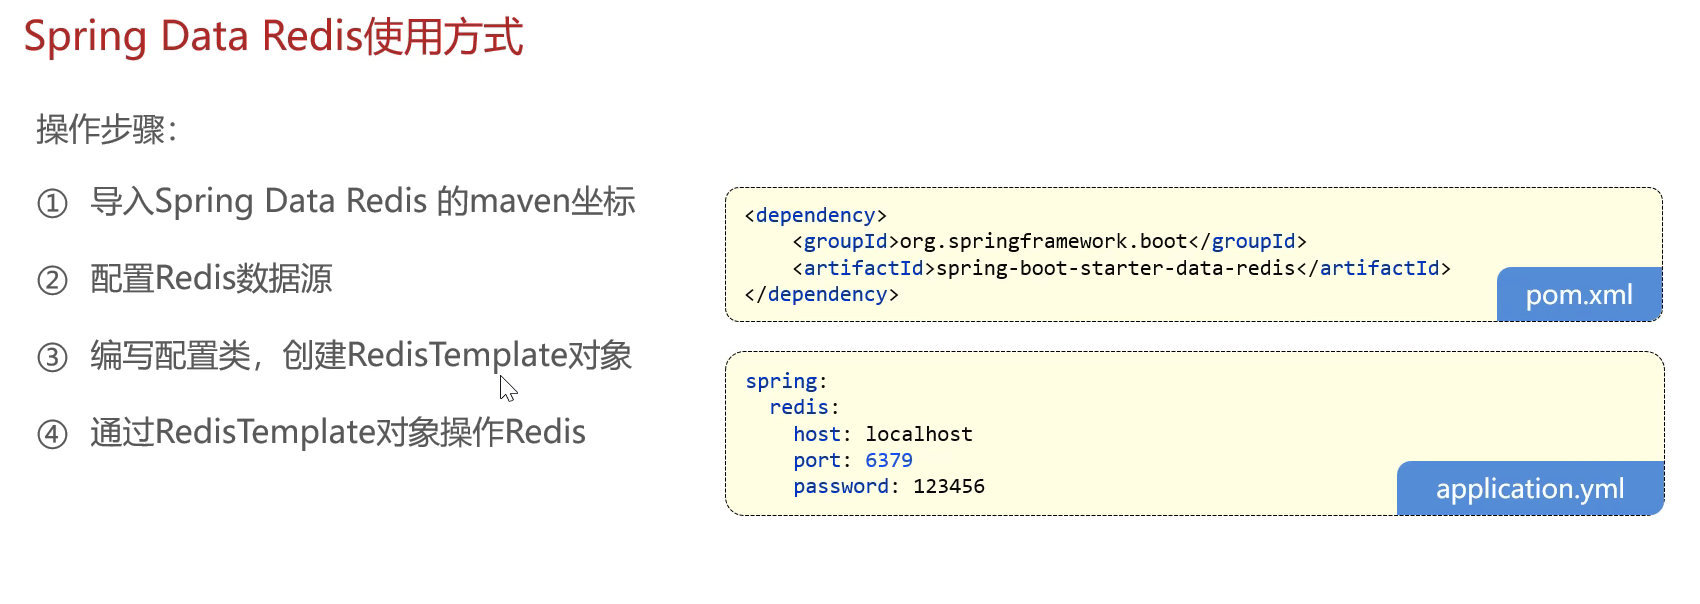 Spring Data Redis使用方式
操作步骤：
① 导入Spring Data Redis 的maven坐标
② 配置Redis数据源
③ 编写配置类，创建RedisTemplate对象
④ 通过RedisTemplate对象操作Redis
<dependency>
    <groupId>org.springframework.boot</groupId>
    <artifactId>spring-boot-starter-data-redis</artifactId>
</dependency>
pom.xml
spring:
  redis:
    host: localhost
    port: 6379
    password: 123456
application.yml